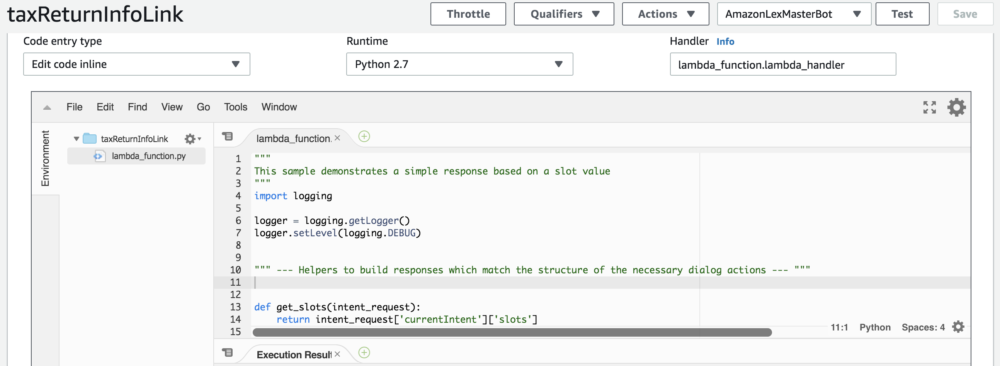 taxReturnInfoLink
Throttle
Qualifiers
Actions
AmazonLexMasterBot
Test
Save
Code entry type
Runtime
Handler Info
Edit code inline
Python 2.7
lambda_function.lambda_handler
File Edit Find View Go Tools Window
Environment
taxReturnInfoLink
lambda_function.py
lambda_function.
1 """
2 This sample demonstrates a simple response based on a slot value
3 """
4 import logging
5
6 logger = logging.getLogger()
7 logger.setLevel(logging.DEBUG)
8
9
10 """ --- Helpers to build responses which match the structure of the necessary dialog actions --- """
11
12
13 def get_slots(intent_request):
14     return intent_request['currentIntent']['slots']
15
11:1 Python Spaces: 4
Execution Result